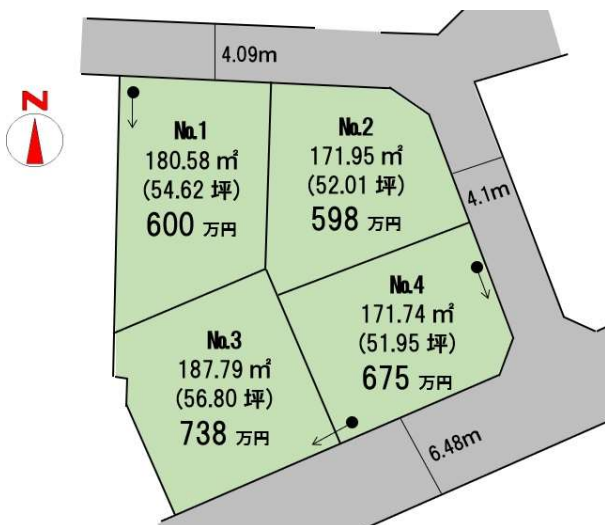 4.09m
N
No.1
180.58 ㎡
(54.62 坪)
600 万円
No.2
171.95 ㎡
(52.01 坪)
598 万円
4.1m
No.4
171.74 ㎡
(51.95 坪)
675 万円
No.3
187.79 ㎡
(56.80 坪)
738 万円
6.48m